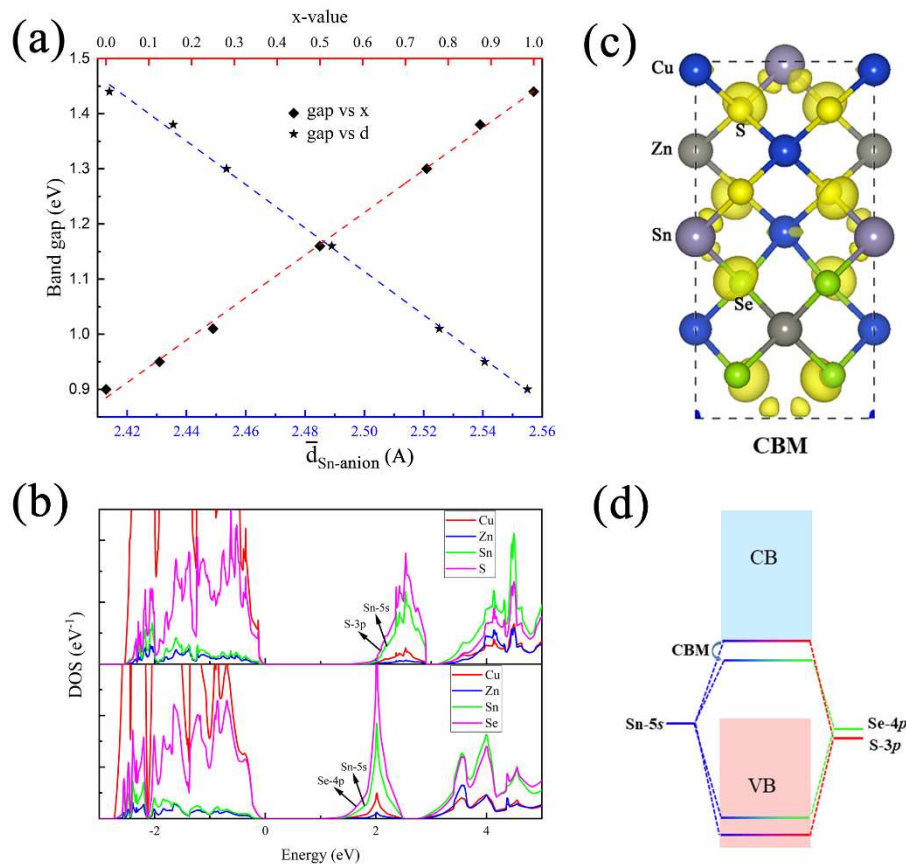 (a)
x-value
0.0 0.1 0.2 0.3 0.4 0.5 0.6 0.7 0.8 0.9 1.0
1.5
1.4
1.3
1.2
1.1
1.0
0.9
Band gap (eV)
gap vs x
gap vs d
2.42 2.44 2.46 2.48 2.50 2.52 2.54 2.56
d̄Sn-anion (A)
(c)
Cu
S
Zn
Sn
Se
CBM
(b)
DOS (eV⁻¹)
Cu
Zn
Sn
S
Sn-5s
S-3p
Cu
Zn
Sn
Se
Sn-5s
Se-4p
-2 0 2 4
Energy (eV)
(d)
CB
CBM
Sn-5s
Se-4p
S-3p
VB